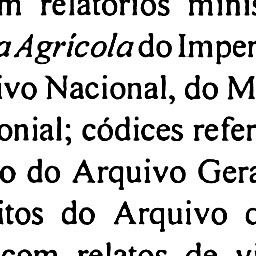 m relatórios minis
a Agrícola do Imper
ivo Nacional, do M
onial; códices refer
o do Arquivo Gera
itos do Arquivo
com relatos de vi